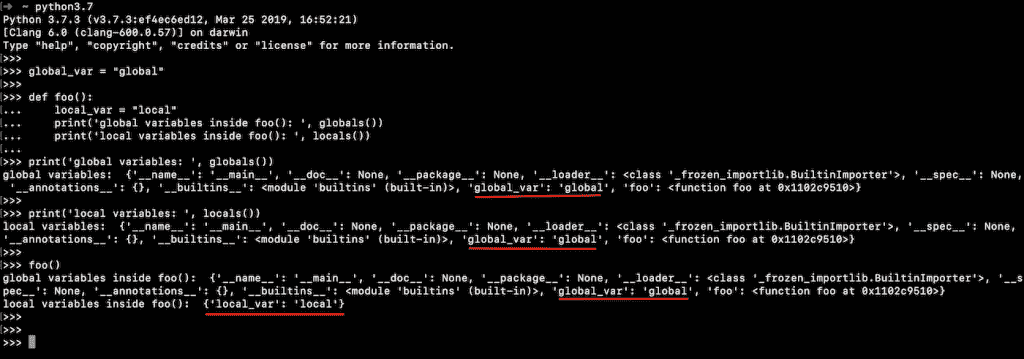 [➜  ~ python3.7
Python 3.7.3 (v3.7.3:ef4ec6ed12, Mar 25 2019, 16:52:21)
[Clang 6.0 (clang-600.0.57)] on darwin
Type "help", "copyright", "credits" or "license" for more information.
[>>>
[>>> global_var = "global"
[>>>
[>>> def foo():
[...     local_var = "local"
[...     print('global variables inside foo(): ', globals())
[...     print('local variables inside foo(): ', locals())
[...
[>>> print('global variables: ', globals())
global variables:  {'__name__': '__main__', '__doc__': None, '__package__': None, '__loader__': <class '_frozen_importlib.BuiltinImporter'>, '__spec__': None,
'__annotations__': {}, '__builtins__': <module 'builtins' (built-in)>, 'global_var': 'global', 'foo': <function foo at 0x1102c9510>}
[>>>
[>>> print('local variables: ', locals())
local variables:  {'__name__': '__main__', '__doc__': None, '__package__': None, '__loader__': <class '_frozen_importlib.BuiltinImporter'>, '__spec__': None,
'__annotations__': {}, '__builtins__': <module 'builtins' (built-in)>, 'global_var': 'global', 'foo': <function foo at 0x1102c9510>}
[>>>
[>>> foo()
global variables inside foo():  {'__name__': '__main__', '__doc__': None, '__package__': None, '__loader__': <class '_frozen_importlib.BuiltinImporter'>, '__s
pec__': None, '__annotations__': {}, '__builtins__': <module 'builtins' (built-in)>, 'global_var': 'global', 'foo': <function foo at 0x1102c9510>}
local variables inside foo():  {'local_var': 'local'}
[>>>
[>>>
>>>